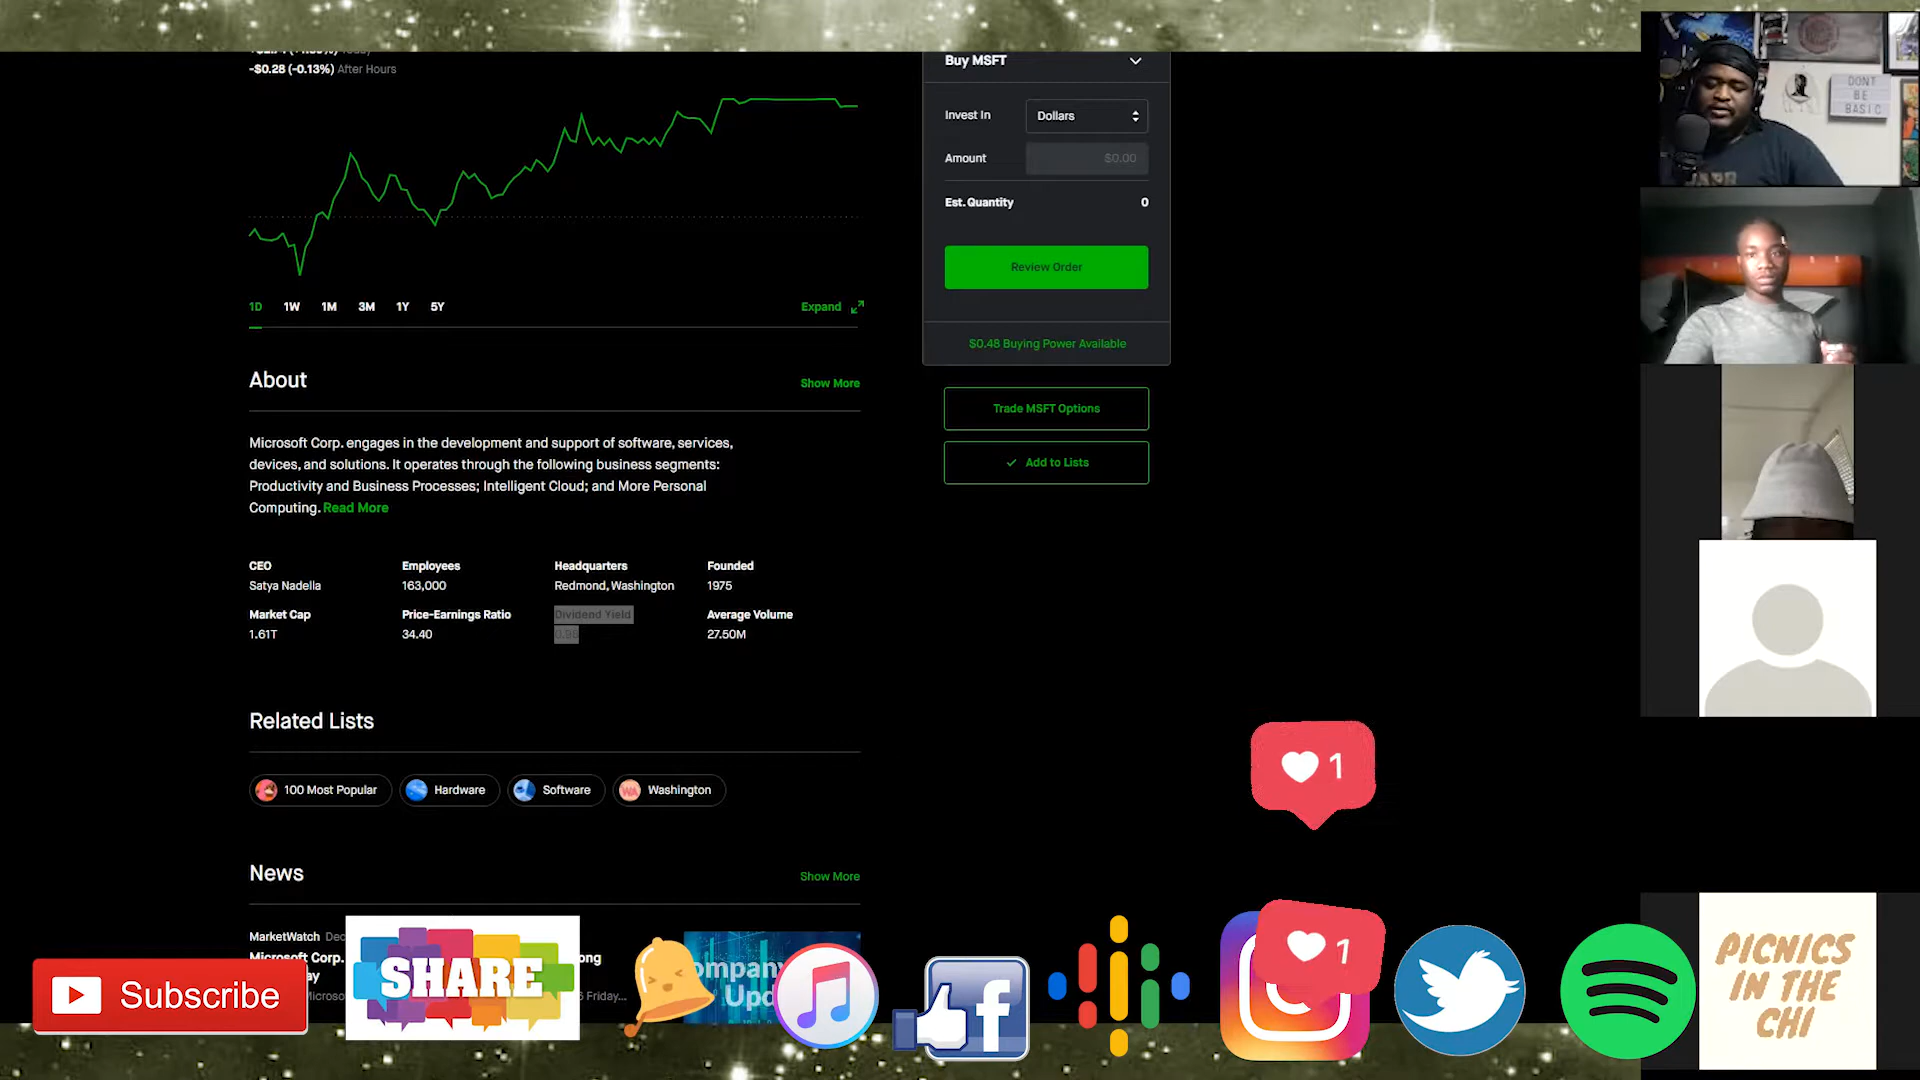 -$0.28 (-0.13%) After Hours
1D 1W 1M 3M 1Y 5Y
Expand
About
Show More
Microsoft Corp. engages in the development and support of software, services,
devices, and solutions. It operates through the following business segments:
Productivity and Business Processes; Intelligent Cloud; and More Personal
Computing. Read More
CEO Employees Headquarters Founded
Satya Nadella 163,000 Redmond, Washington 1975
Market Cap Price-Earnings Ratio Dividend Yield Average Volume
1.61T 34.40 27.50M
Related Lists
100 Most Popular Hardware Software Washington
News
Show More
MarketWatch
Microsoft Corp.
6 Friday...
Buy MSFT
Invest In Dollars
Amount $0.00
Est. Quantity 0
Review Order
$0.48 Buying Power Available
Trade MSFT Options
Add to Lists
DONT
BE
BASIC
1
1
Subscribe
SHARE
f
PICNICS
IN THE
CHI